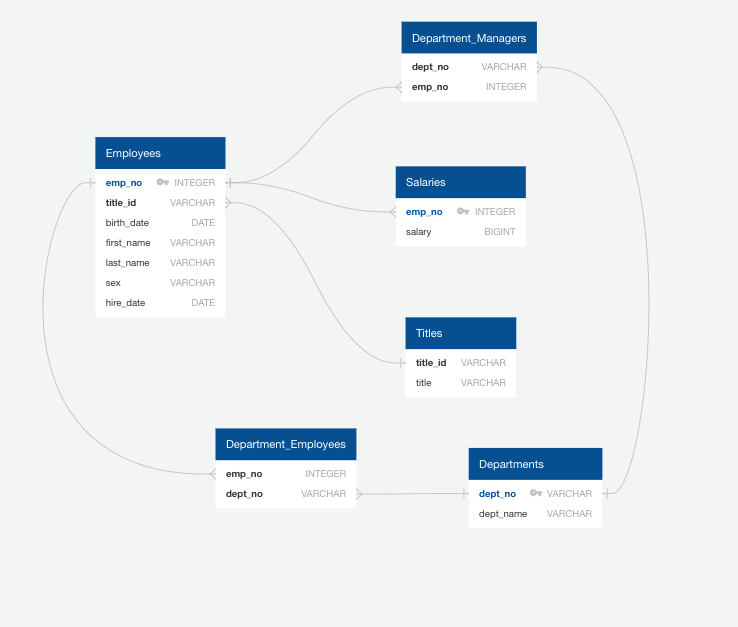 Department_Managers
dept_no VARCHAR
emp_no INTEGER
Employees
emp_no INTEGER
title_id VARCHAR
birth_date DATE
first_name VARCHAR
last_name VARCHAR
sex VARCHAR
hire_date DATE
Salaries
emp_no INTEGER
salary BIGINT
Titles
title_id VARCHAR
title VARCHAR
Department_Employees
emp_no INTEGER
dept_no VARCHAR
Departments
dept_no VARCHAR
dept_name VARCHAR